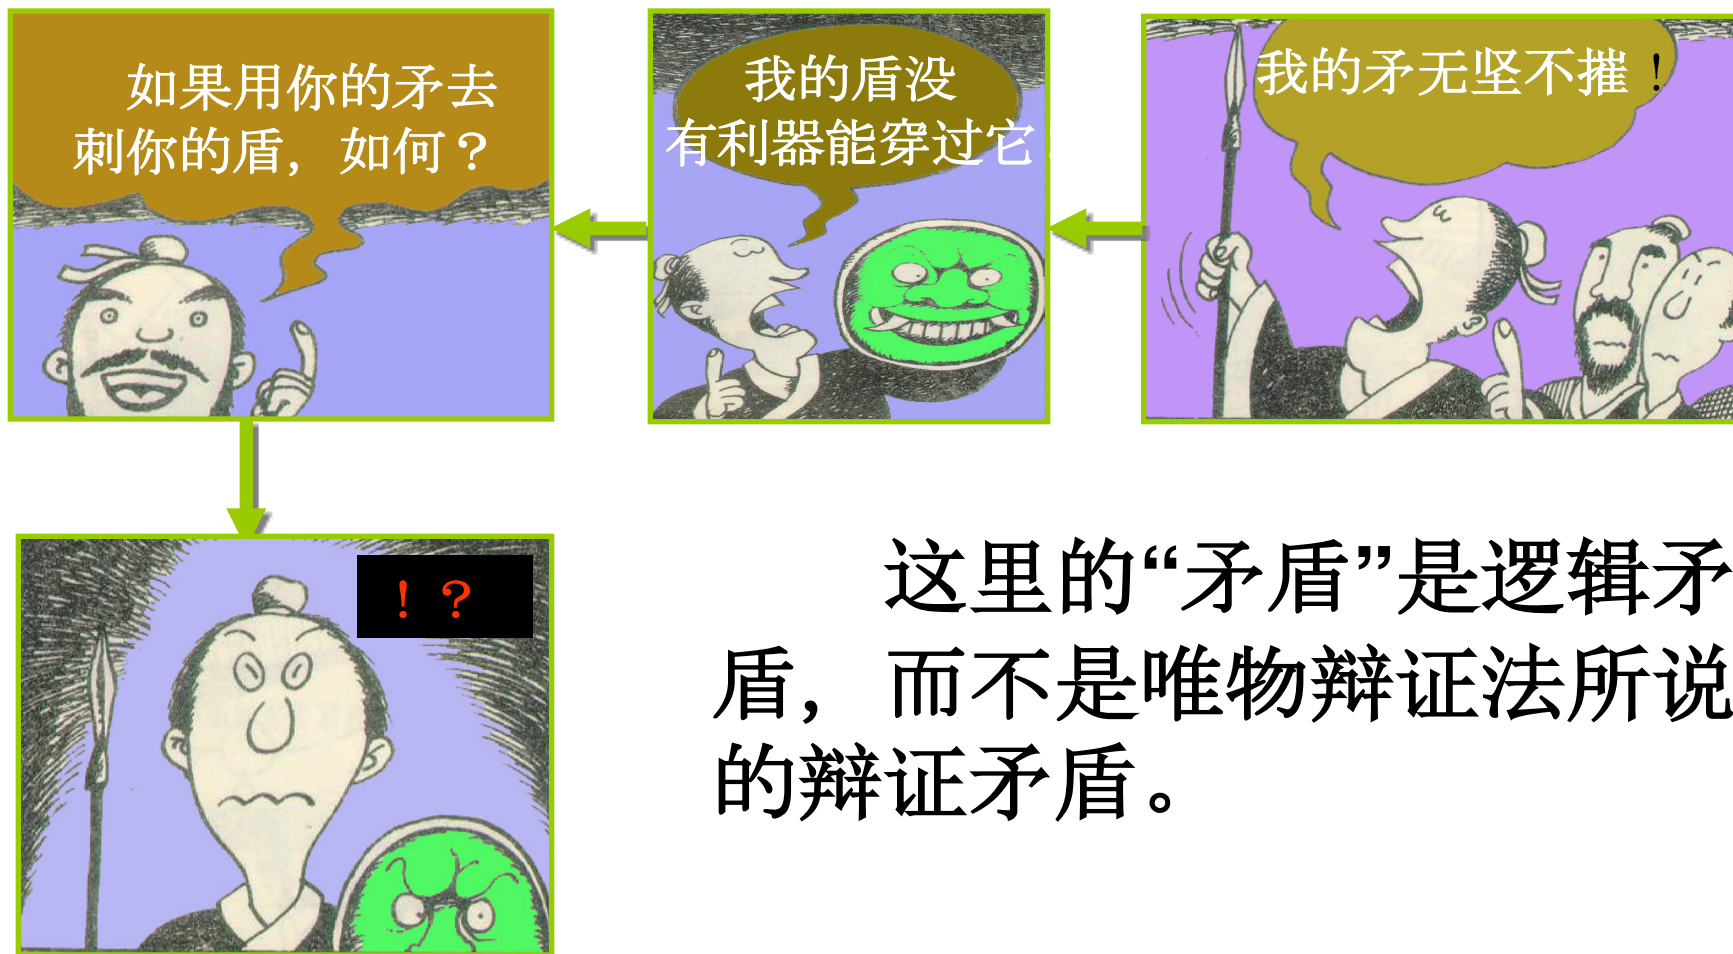 我的矛无坚不摧！
我的盾没
有利器能穿过它！
如果用你的矛去
刺你的盾，如何？
！？
这里的“矛盾”是逻辑矛
盾，而不是唯物辩证法所说
的辩证矛盾。